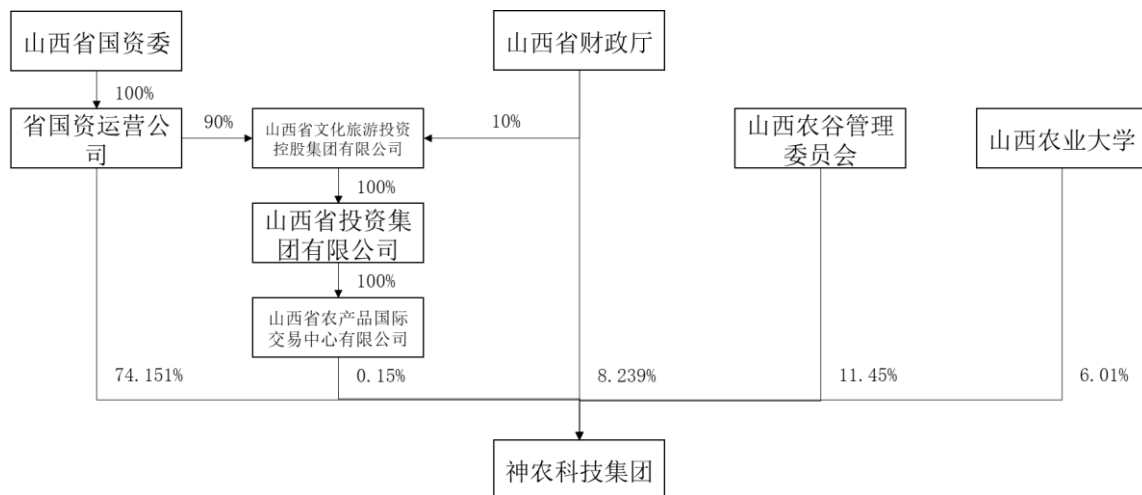 山西省国资委
山西省财政厅
100%
省国资运营公
司
90%
山西省文化旅游投资
控股集团有限公司
10%
山西农谷管理
委员会
山西农业大学
100%
山西省投资集
团有限公司
100%
山西省农产品国际
交易中心有限公司
74.151%
0.15%
8.239%
11.45%
6.01%
神农科技集团